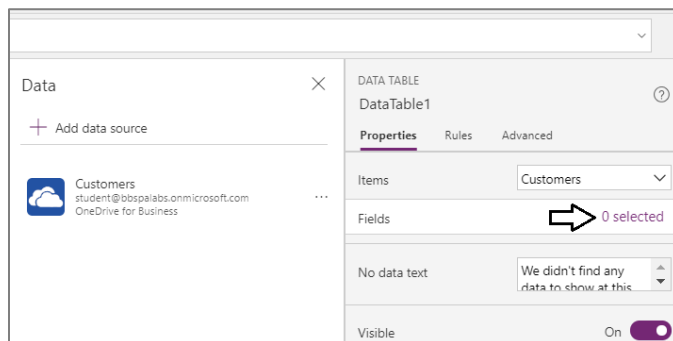 Data
Add data source
Customers
student@bbspalabs.onmicrosoft.com
OneDrive for Business
DATA TABLE
DataTable1
Properties Rules Advanced
Items Customers
Fields 0 selected
No data text We didn't find any
data to show at this
Visible On